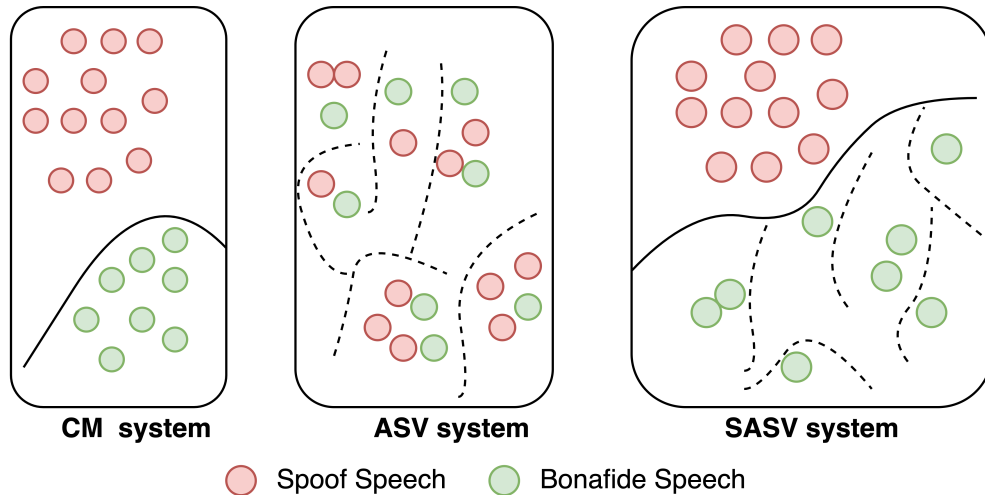 CM system
ASV system
SASV system
Spoof Speech
Bonafide Speech